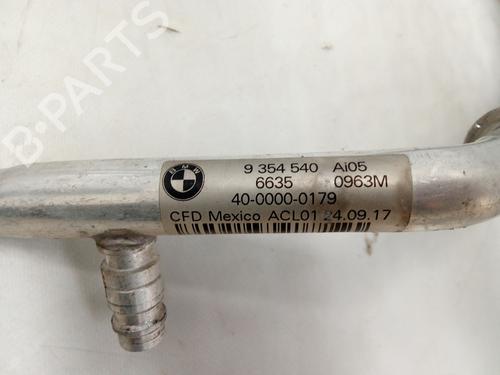 B-PARTS
BMW
9 354 540 Ai05
6635 0963M
40-0000-0179
CFD Mexico ACL01 24.09.17